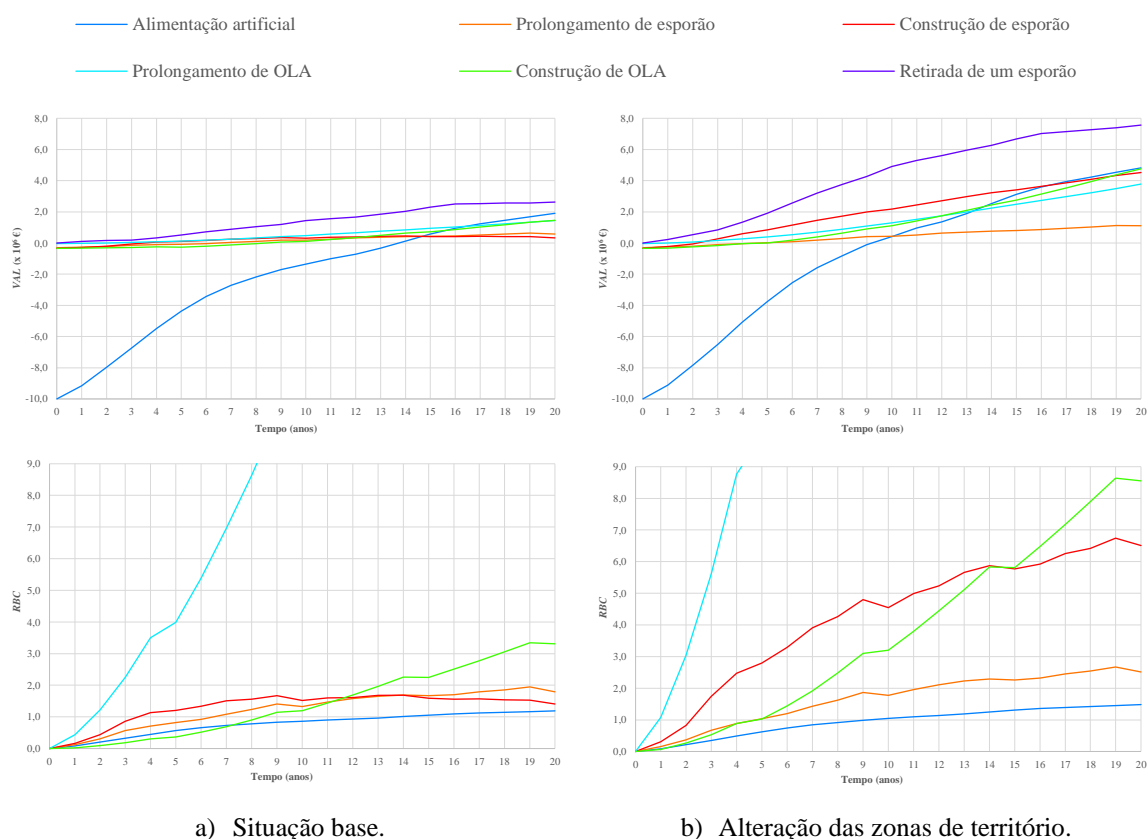 Alimentação artificial
Prolongamento de esporão
Construção de esporão
Prolongamento de OLA
Construção de OLA
Retirada de um esporão
8,0
6,0
4,0
2,0
0,0
-2,0
-4,0
-6,0
-8,0
-10,0
VAL (x 10⁶ €)
0 1 2 3 4 5 6 7 8 9 10 11 12 13 14 15 16 17 18 19 20
Tempo (anos)
8,0
6,0
4,0
2,0
0,0
-2,0
-4,0
-6,0
-8,0
-10,0
VAL (x 10⁶ €)
0 1 2 3 4 5 6 7 8 9 10 11 12 13 14 15 16 17 18 19 20
Tempo (anos)
9,0
8,0
7,0
6,0
5,0
4,0
3,0
2,0
1,0
0,0
RBC
0 1 2 3 4 5 6 7 8 9 10 11 12 13 14 15 16 17 18 19 20
Tempo (anos)
9,0
8,0
7,0
6,0
5,0
4,0
3,0
2,0
1,0
0,0
RBC
0 1 2 3 4 5 6 7 8 9 10 11 12 13 14 15 16 17 18 19 20
Tempo (anos)
a) Situação base.
b) Alteração das zonas de território.